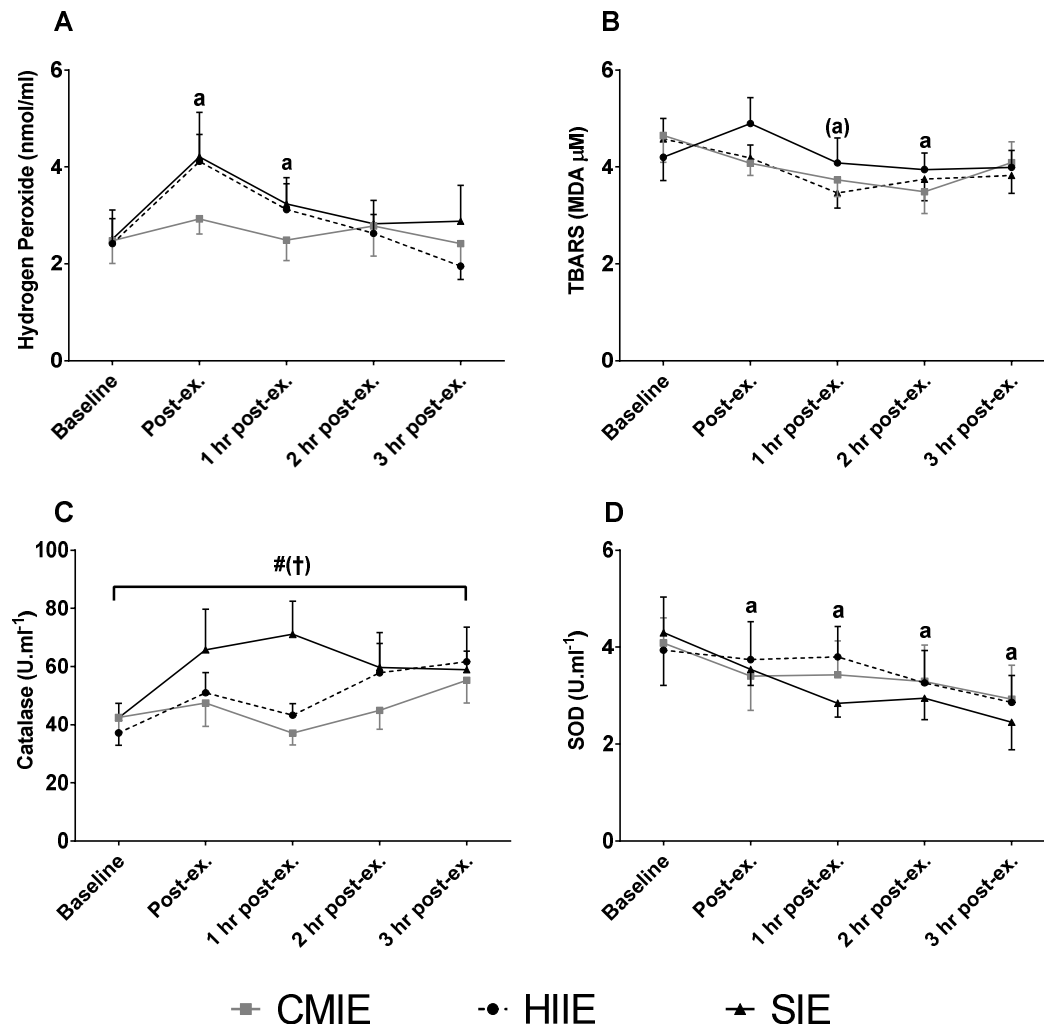 A
Hydrogen Peroxide (nmol/ml)
6
4
2
0
a
a
Baseline
Post-ex.
1 hr post-ex.
2 hr post-ex.
3 hr post-ex.
B
TBARS (MDA µM)
6
4
2
0
(a)
a
Baseline
Post-ex.
1 hr post-ex.
2 hr post-ex.
3 hr post-ex.
C
Catalase (U.ml⁻¹)
100
80
60
40
20
0
#(†)
Baseline
Post-ex.
1 hr post-ex.
2 hr post-ex.
3 hr post-ex.
D
SOD (U.ml⁻¹)
6
4
2
0
a
a
a
a
Baseline
Post-ex.
1 hr post-ex.
2 hr post-ex.
3 hr post-ex.
CMIE HIIE SIE